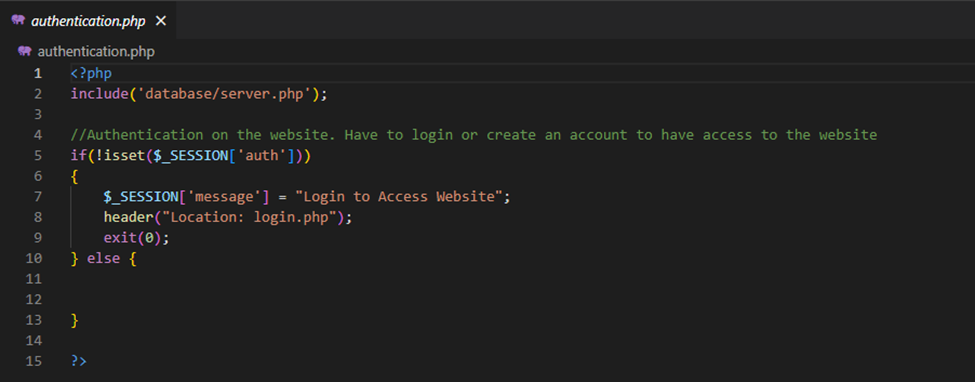 authentication.php ×
authentication.php
1 <?php
2 include('database/server.php');
3
4 //Authentication on the website. Have to login or create an account to have access to the website
5 if(!isset($_SESSION['auth']))
6 {
7     $_SESSION['message'] = "Login to Access Website";
8     header("Location: login.php");
9     exit(0);
10 } else {
11
12
13 }
14
15 ?>